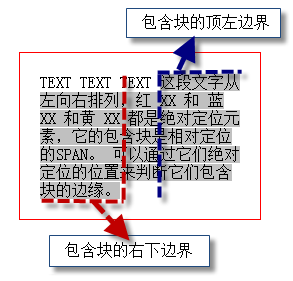 包含块的顶左边界
TEXT TEXT TEXT 这段文字从
左向右排列，红 XX 和 蓝
XX 和黄 XX 都是绝对定位元
素，它的包含块是相对定位
的SPAN。 可以通过它们绝对
定位的位置来判断它们包含
块的边缘。
包含块的右下边界